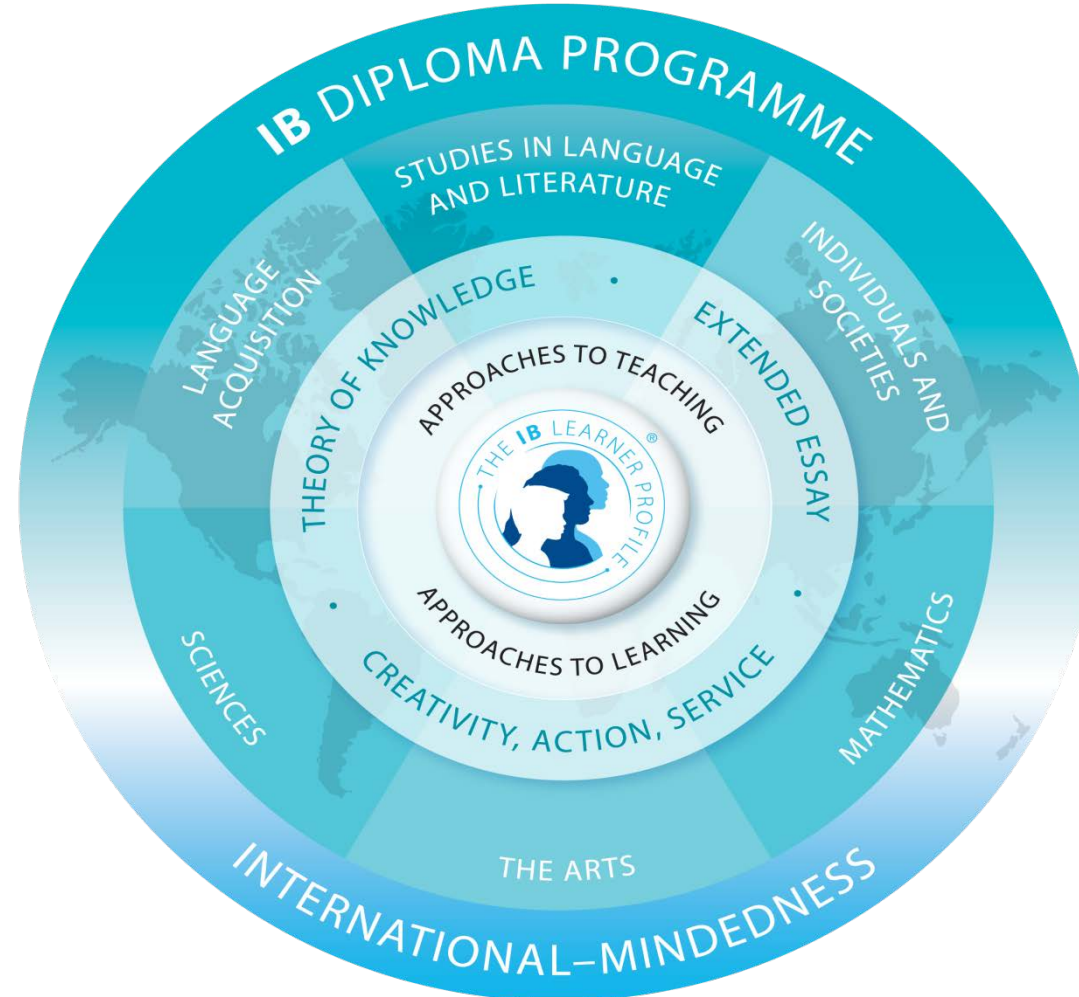 IB DIPLOMA PROGRAMME
STUDIES IN LANGUAGE
AND LITERATURE
LANGUAGE
ACQUISITION
INDIVIDUALS AND
SOCIETIES
THEORY OF KNOWLEDGE
·
EXTENDED ESSAY
APPROACHES TO TEACHING
THE IB LEARNER PROFILE®
APPROACHES TO LEARNING
· CREATIVITY, ACTION, SERVICE ·
SCIENCES
MATHEMATICS
THE ARTS
INTERNATIONAL–MINDEDNESS